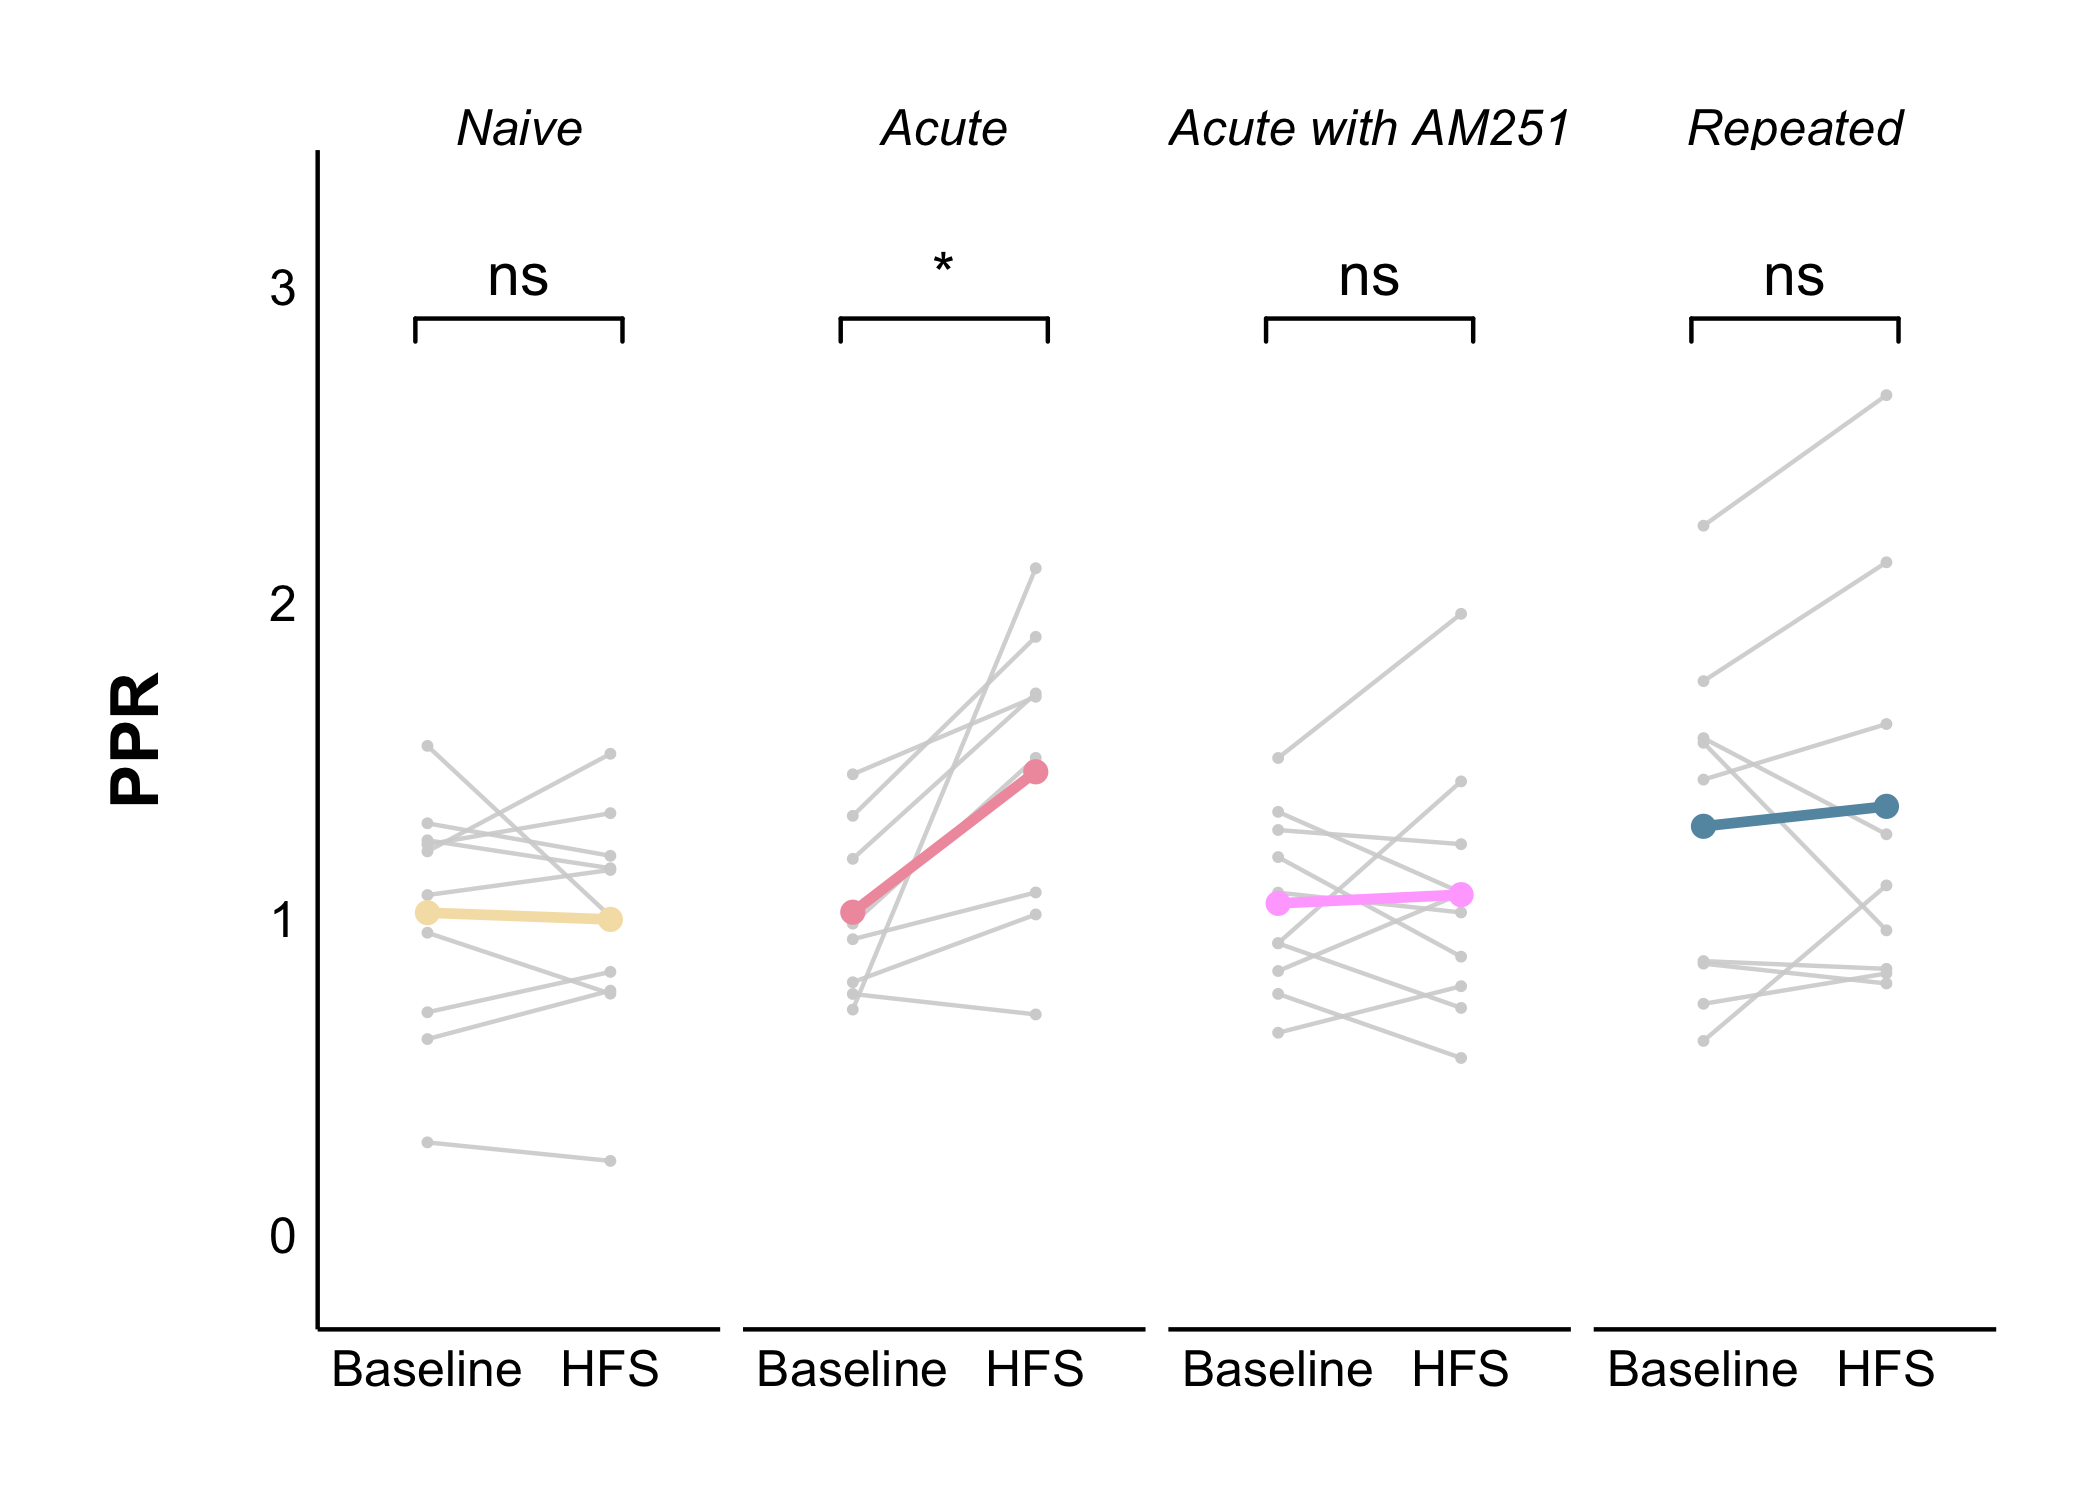 Naive Acute Acute with AM251 Repeated
ns * ns ns
3
2
1
0
PPR
Baseline HFS Baseline HFS Baseline HFS Baseline HFS